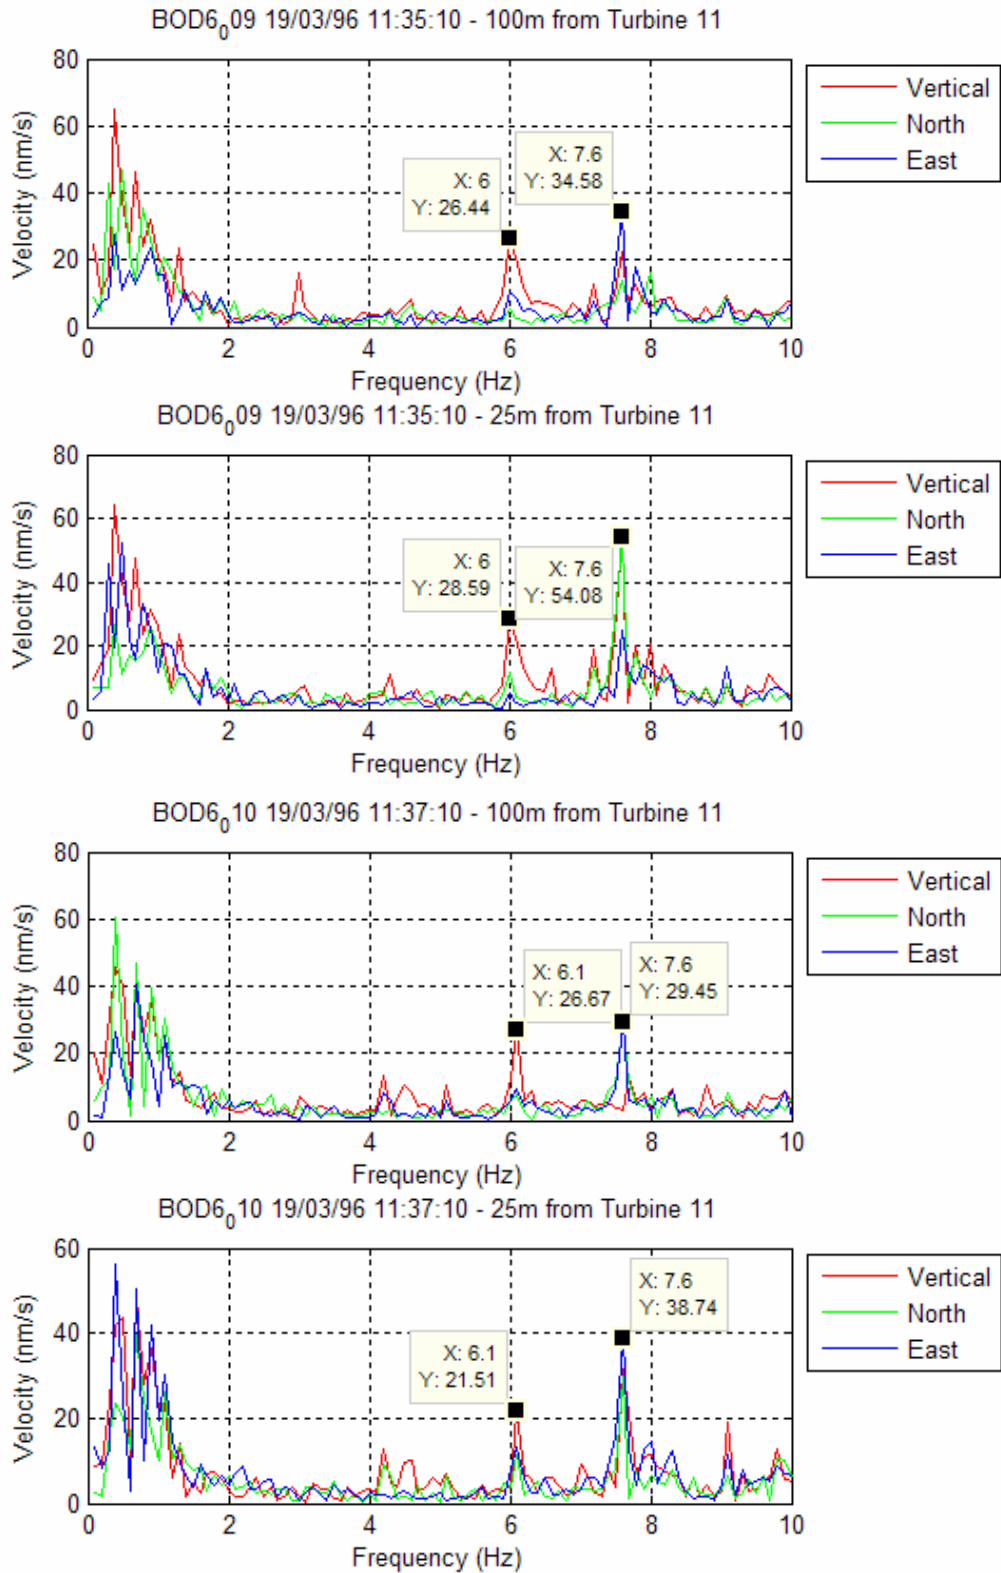 BOD6₀09 19/03/96 11:35:10 - 100m from Turbine 11
80
60
40
20
0
Velocity (nm/s)
X: 6
Y: 26.44
X: 7.6
Y: 34.58
0 2 4 6 8 10
Frequency (Hz)
Vertical
North
East
BOD6₀09 19/03/96 11:35:10 - 25m from Turbine 11
80
60
40
20
0
Velocity (nm/s)
X: 6
Y: 28.59
X: 7.6
Y: 54.08
0 2 4 6 8 10
Frequency (Hz)
Vertical
North
East
BOD6₀10 19/03/96 11:37:10 - 100m from Turbine 11
80
60
40
20
0
Velocity (nm/s)
X: 6.1
Y: 26.67
X: 7.6
Y: 29.45
0 2 4 6 8 10
Frequency (Hz)
Vertical
North
East
BOD6₀10 19/03/96 11:37:10 - 25m from Turbine 11
60
40
20
0
Velocity (nm/s)
X: 6.1
Y: 21.51
X: 7.6
Y: 38.74
0 2 4 6 8 10
Frequency (Hz)
Vertical
North
East